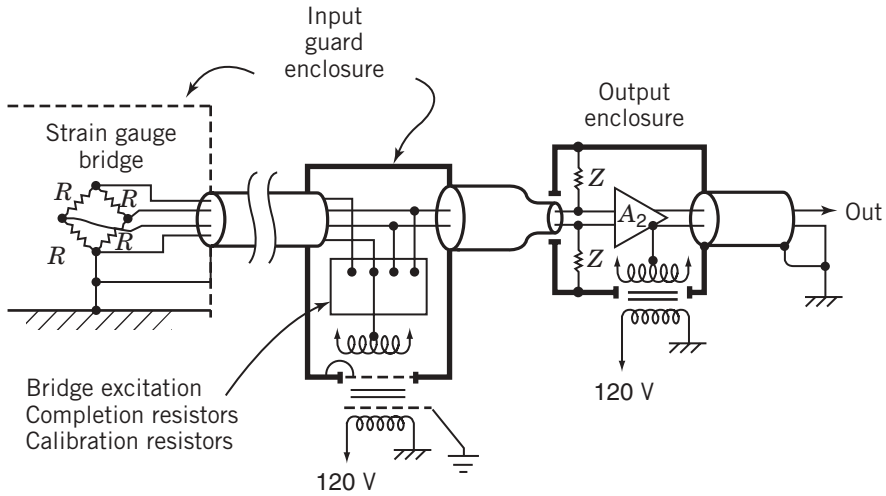 Input
guard
enclosure
Output
enclosure
Strain gauge
bridge
R
R
R
R
Z
A2
Z
Out
Bridge excitation
Completion resistors
Calibration resistors
120 V
120 V